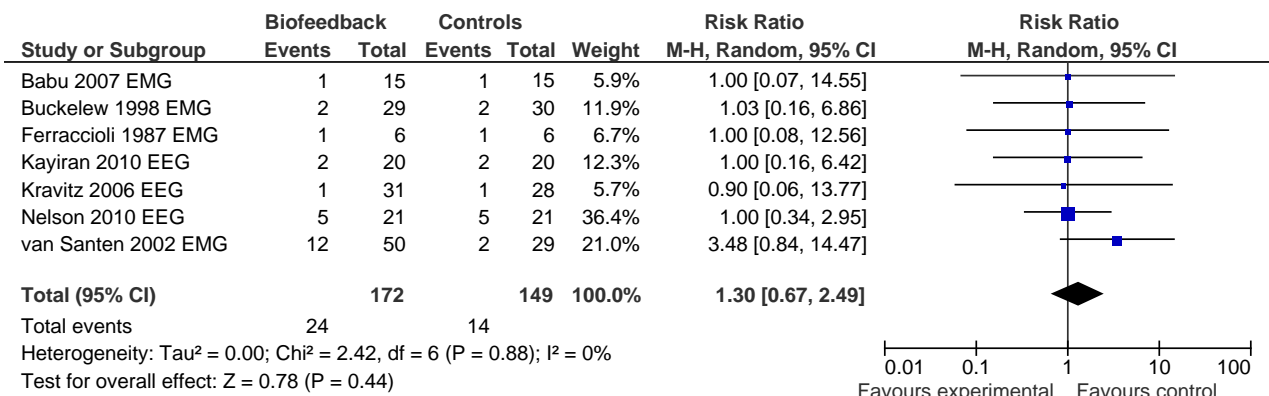 Biofeedback Controls Risk Ratio Risk Ratio
Study or Subgroup Events Total Events Total Weight M-H, Random, 95% CI M-H, Random, 95% CI
Babu 2007 EMG 1 15 1 15 5.9% 1.00 [0.07, 14.55]
Buckelew 1998 EMG 2 29 2 30 11.9% 1.03 [0.16, 6.86]
Ferraccioli 1987 EMG 1 6 1 6 6.7% 1.00 [0.08, 12.56]
Kayiran 2010 EEG 2 20 2 20 12.3% 1.00 [0.16, 6.42]
Kravitz 2006 EEG 1 31 1 28 5.7% 0.90 [0.06, 13.77]
Nelson 2010 EEG 5 21 5 21 36.4% 1.00 [0.34, 2.95]
van Santen 2002 EMG 12 50 2 29 21.0% 3.48 [0.84, 14.47]
Total (95% CI) 172 149 100.0% 1.30 [0.67, 2.49]
Total events 24 14
Heterogeneity: Tau² = 0.00; Chi² = 2.42, df = 6 (P = 0.88); I² = 0%
Test for overall effect: Z = 0.78 (P = 0.44)
0.01 0.1 1 10 100
Favours experimental Favours control